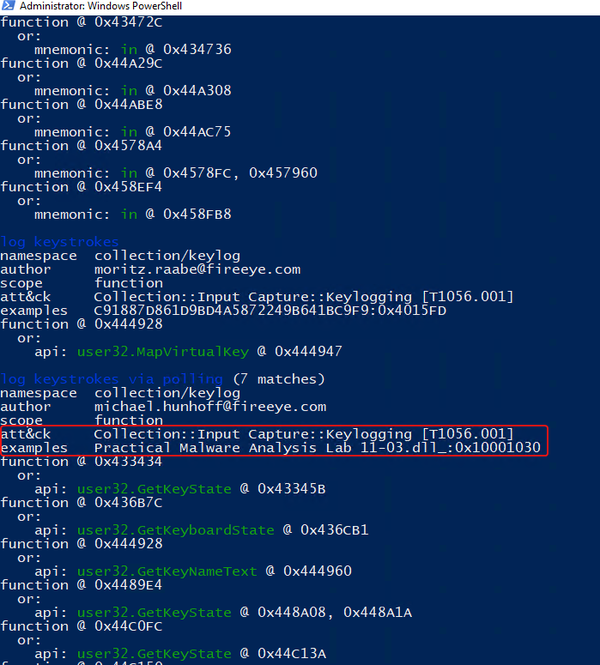 Administrator: Windows PowerShell
function @ 0x43472C
or:
mnemonic: in @ 0x434736
function @ 0x44A29C
or:
mnemonic: in @ 0x44A308
function @ 0x44ABE8
or:
mnemonic: in @ 0x44AC75
function @ 0x4578A4
or:
mnemonic: in @ 0x4578FC, 0x457960
function @ 0x458EF4
or:
mnemonic: in @ 0x458FB8
log keystrokes
namespace collection/keylog
author moritz.raabe@fireeye.com
scope function
att&ck Collection::Input Capture::Keylogging [T1056.001]
examples C91887D861D9BD4A5872249B641BC9F9:0x4015FD
function @ 0x444928
or:
api: user32.MapVirtualKey @ 0x444947
log keystrokes via polling (7 matches)
namespace collection/keylog
author michael.hunhoff@fireeye.com
scope function
att&ck Collection::Input Capture::Keylogging [T1056.001]
examples Practical Malware Analysis Lab 11-03.dll_:0x10001030
function @ 0x433434
or:
api: user32.GetKeyState @ 0x43345B
function @ 0x436B7C
or:
api: user32.GetKeyboardState @ 0x436CB1
function @ 0x444928
or:
api: user32.GetKeyNameText @ 0x444960
function @ 0x4489E4
or:
api: user32.GetKeyState @ 0x448A08, 0x448A1A
function @ 0x44C0FC
or:
api: user32.GetKeyState @ 0x44C13A